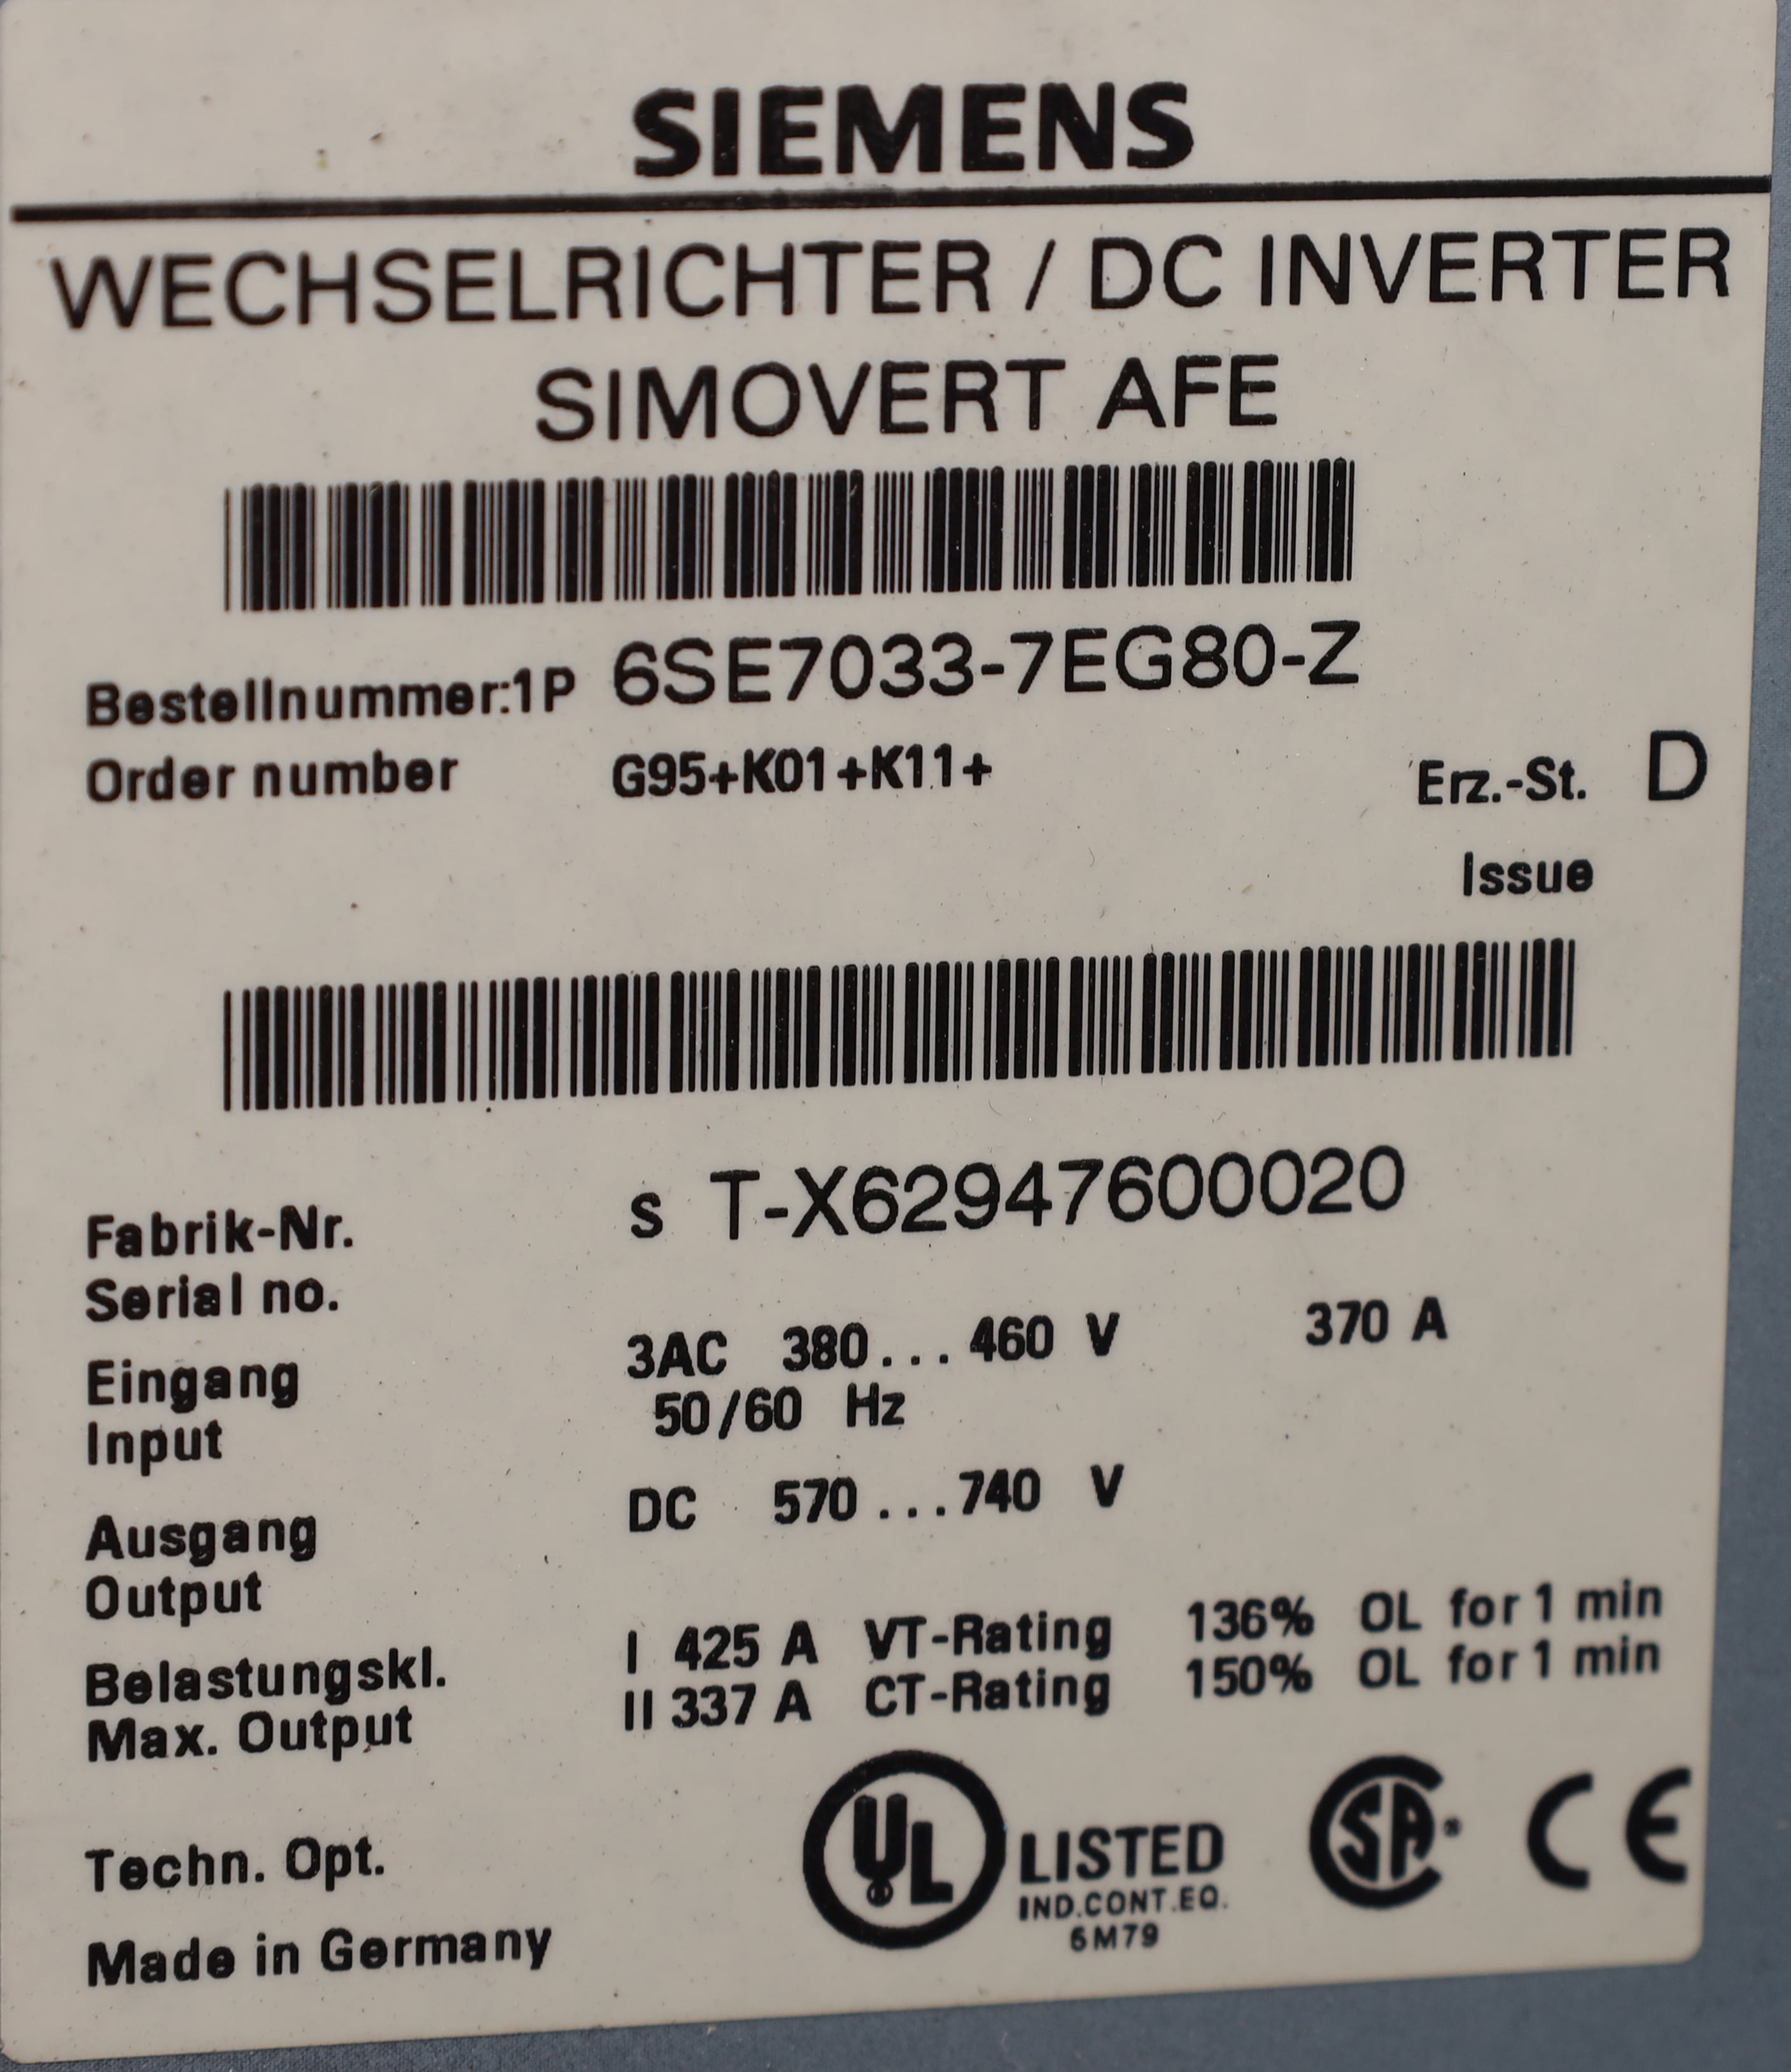 SIEMENS
WECHSELRICHTER / DC INVERTER
SIMOVERT AFE
Bestellnummer:1P 6SE7033-7EG80-Z
Order number G95+K01+K11+ Erz.-St. D
Issue
Fabrik-Nr. S T-X62947600020
Serial no.
Eingang 3AC 380...460 V 370 A
Input 50/60 Hz
Ausgang DC 570...740 V
Output
Belastungskl. I 425 A VT-Rating 136% OL for 1 min
Max. Output II 337 A CT-Rating 150% OL for 1 min
Techn. Opt.
UL LISTED
IND.CONT.EQ.
6M79
SA
CE
Made in Germany